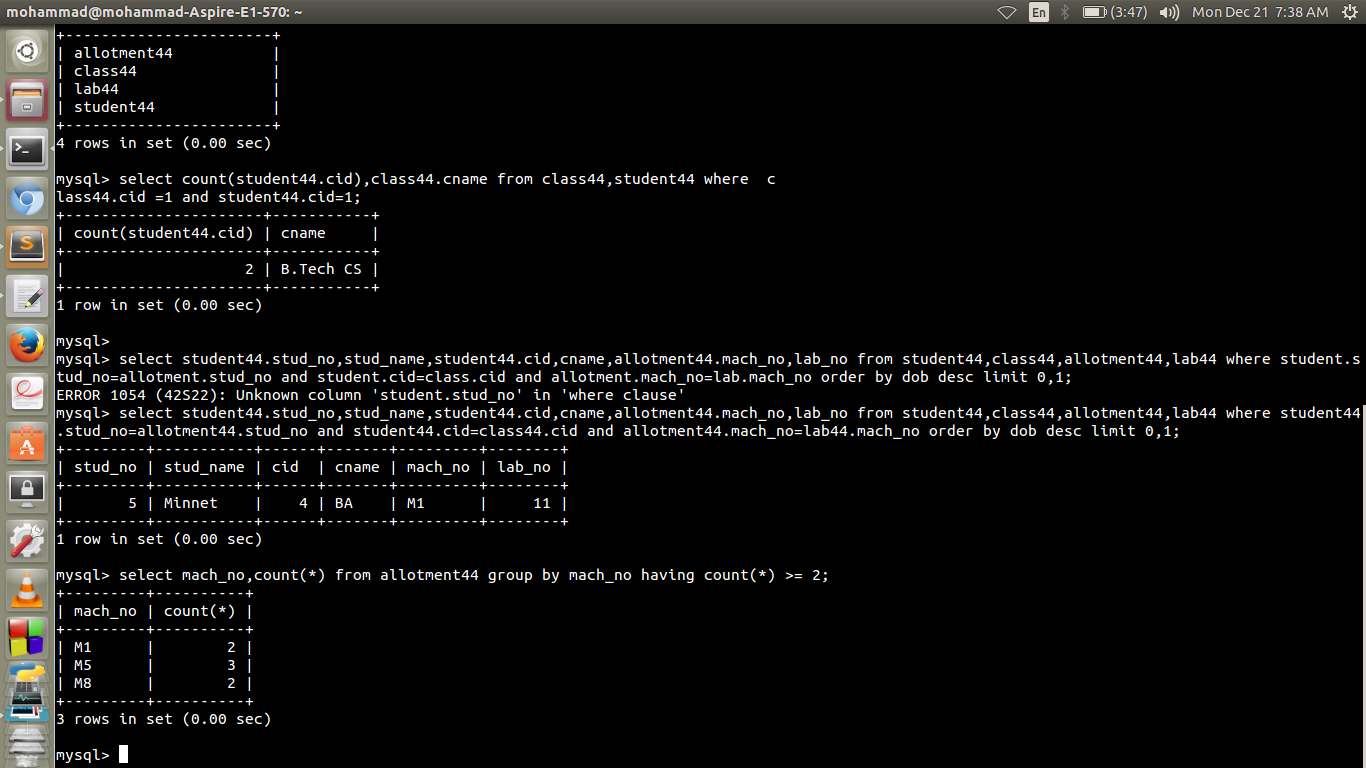 mohammad@mohammad-Aspire-E1-570: ~
En
(3:47)
Mon Dec 21 7:38 AM
+-----------------------+
| allotment44           |
| class44               |
| lab44                 |
| student44             |
+-----------------------+
4 rows in set (0.00 sec)
mysql> select count(student44.cid),class44.cname from class44,student44 where  c
lass44.cid =1 and student44.cid=1;
+----------------------+-----------+
| count(student44.cid) | cname     |
+----------------------+-----------+
|                    2 | B.Tech CS |
+----------------------+-----------+
1 row in set (0.00 sec)
mysql>
mysql> select student44.stud_no,stud_name,student44.cid,cname,allotment44.mach_no,lab_no from student44,class44,allotment44,lab44 where student.s
tud_no=allotment.stud_no and student.cid=class.cid and allotment.mach_no=lab.mach_no order by dob desc limit 0,1;
ERROR 1054 (42S22): Unknown column 'student.stud_no' in 'where clause'
mysql> select student44.stud_no,stud_name,student44.cid,cname,allotment44.mach_no,lab_no from student44,class44,allotment44,lab44 where student44
.stud_no=allotment44.stud_no and student44.cid=class44.cid and allotment44.mach_no=lab44.mach_no order by dob desc limit 0,1;
+---------+-----------+------+-------+---------+--------+
| stud_no | stud_name | cid  | cname | mach_no | lab_no |
+---------+-----------+------+-------+---------+--------+
|       5 | Minnet    |    4 | BA    | M1      |     11 |
+---------+-----------+------+-------+---------+--------+
1 row in set (0.00 sec)
mysql> select mach_no,count(*) from allotment44 group by mach_no having count(*) >= 2;
+---------+----------+
| mach_no | count(*) |
+---------+----------+
| M1      |        2 |
| M5      |        3 |
| M8      |        2 |
+---------+----------+
3 rows in set (0.00 sec)
mysql>